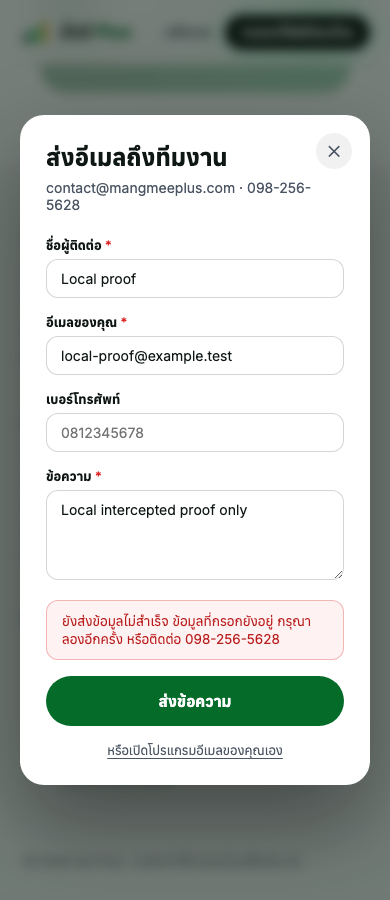 ส่งอีเมลถึงทีมงาน
contact@mangmeeplus.com · 098-256-
5628
ชื่อผู้ติดต่อ *
Local proof
อีเมลของคุณ *
local-proof@example.test
เบอร์โทรศัพท์
0812345678
ข้อความ *
Local intercepted proof only
ยังส่งข้อมูลไม่สำเร็จ ข้อมูลที่กรอกยังอยู่ กรุณา
ลองอีกครั้ง หรือติดต่อ 098-256-5628
ส่งข้อความ
หรือเปิดโปรแกรมอีเมลของคุณเอง